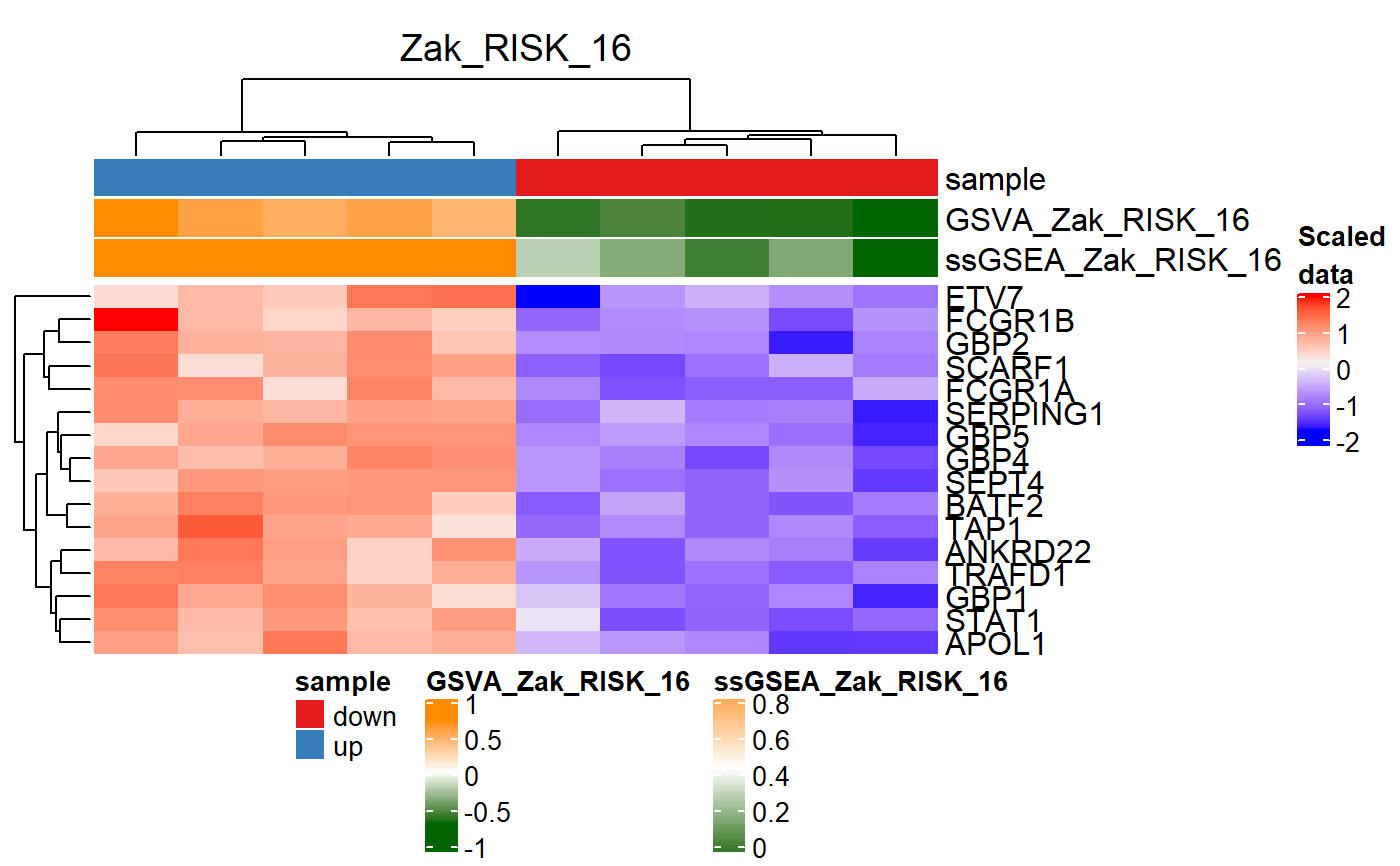 Zak_RISK_16
sample
GSVA_Zak_RISK_16
ssGSEA_Zak_RISK_16
ETV7
FCGR1B
GBP2
SCARF1
FCGR1A
SERPING1
GBP5
GBP4
SEPT4
BATF2
TAP1
ANKRD22
TRAFD1
GBP1
STAT1
APOL1
Scaled
data
2
1
0
-1
-2
sample
down
up
GSVA_Zak_RISK_16
1
0.5
0
-0.5
-1
ssGSEA_Zak_RISK_16
0.8
0.6
0.4
0.2
0